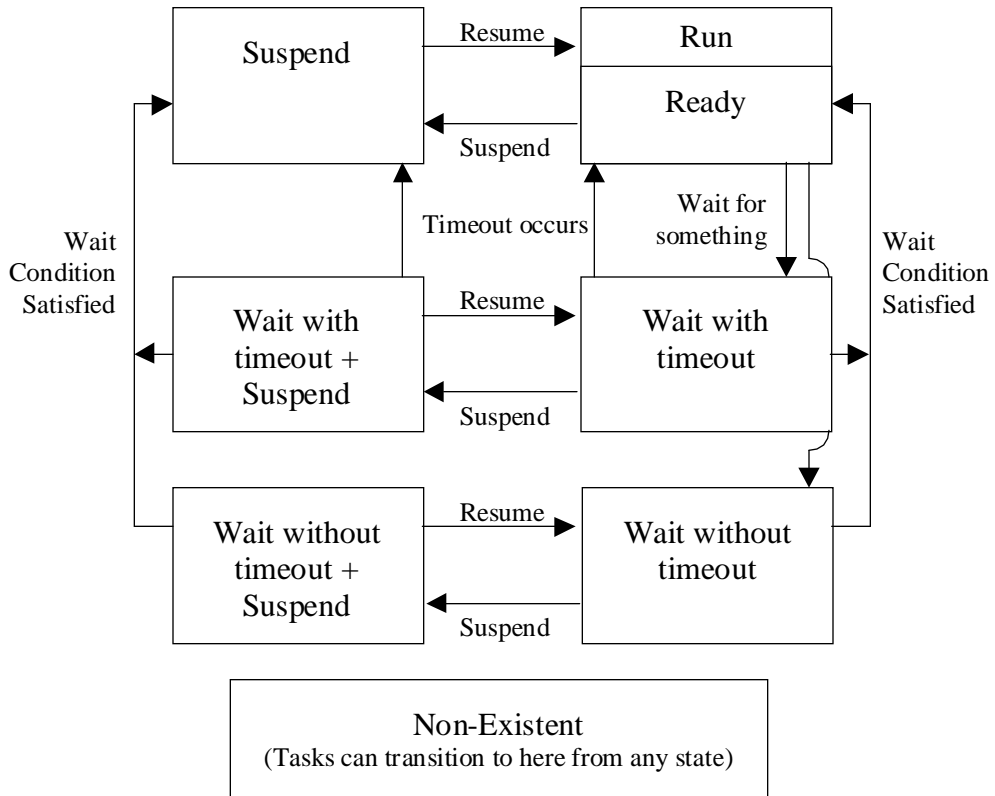 Suspend
Resume
Run
Ready
Suspend
Timeout occurs
Wait for
something
Wait
Condition
Satisfied
Wait
Condition
Satisfied
Wait with
timeout +
Suspend
Resume
Wait with
timeout
Suspend
Wait without
timeout +
Suspend
Resume
Wait without
timeout
Suspend
Non-Existent
(Tasks can transition to here from any state)